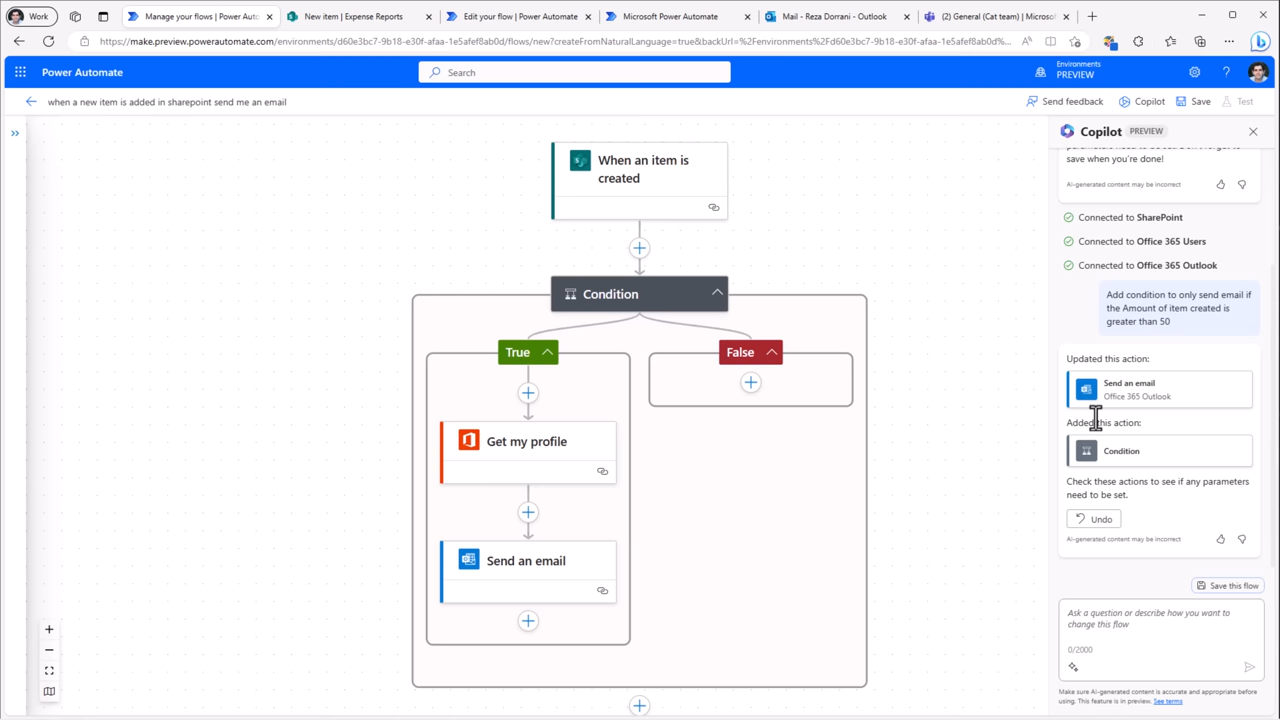 Work
Manage your flows | Power Auto
New item | Expense Reports
Edit your flow | Power Automate
Microsoft Power Automate
Mail - Reza Dorrani - Outlook
(2) General (Cat team) | Microso
https://make.preview.powerautomate.com/environments/d60e3bc7-9b18-e30f-afaa-1e5afef8ab0d/flows/new?createFromNaturalLanguage=true&backUrl=%2Fenvironments%2Fd60e3bc7-9b18-e30f-afaa-1e5afef8ab0d%...
Power Automate
Search
Environments
PREVIEW
when a new item is added in sharepoint send me an email
Send feedback
Copilot
Save
Test
When an item is
created
Condition
True
False
Get my profile
Send an email
Copilot
PREVIEW
save when you're done!
AI-generated content may be incorrect
Connected to SharePoint
Connected to Office 365 Users
Connected to Office 365 Outlook
Add condition to only send email if
the Amount of item created is
greater than 50
Updated this action:
Send an email
Office 365 Outlook
Added this action:
Condition
Check these actions to see if any parameters
need to be set.
Undo
AI-generated content may be incorrect
Save this flow
Ask a question or describe how you want to
change this flow
0/2000
Make sure AI-generated content is accurate and appropriate before
using. This feature is in preview. See terms